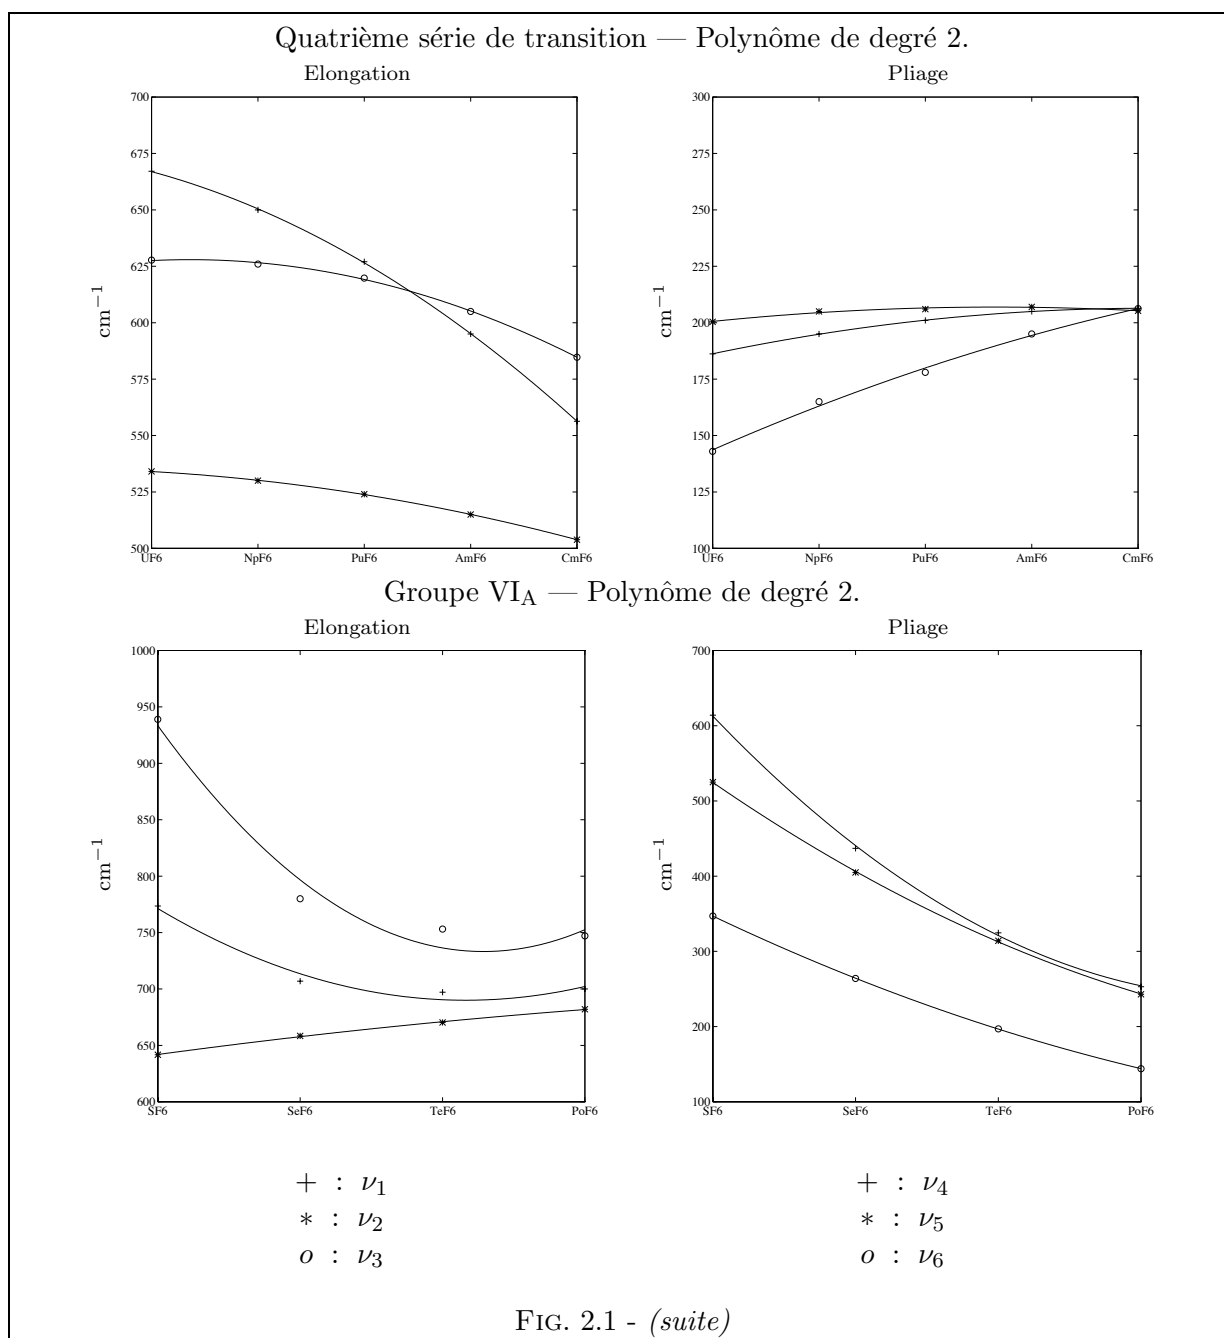 Quatrième série de transition — Polynôme de degré 2.
Elongation
700
675
650
625
600
575
550
525
500
cm⁻¹
UF6 NpF6 PuF6 AmF6 CmF6
Pliage
300
275
250
225
200
175
150
125
100
cm⁻¹
UF6 NpF6 PuF6 AmF6 CmF6
Groupe VI_A — Polynôme de degré 2.
Elongation
1000
950
900
850
800
750
700
650
600
cm⁻¹
SF6 SeF6 TeF6 PoF6
Pliage
700
600
500
400
300
200
100
cm⁻¹
SF6 SeF6 TeF6 PoF6
+ : ν₁
* : ν₂
o : ν₃
+ : ν₄
* : ν₅
o : ν₆
FIG. 2.1 - (suite)